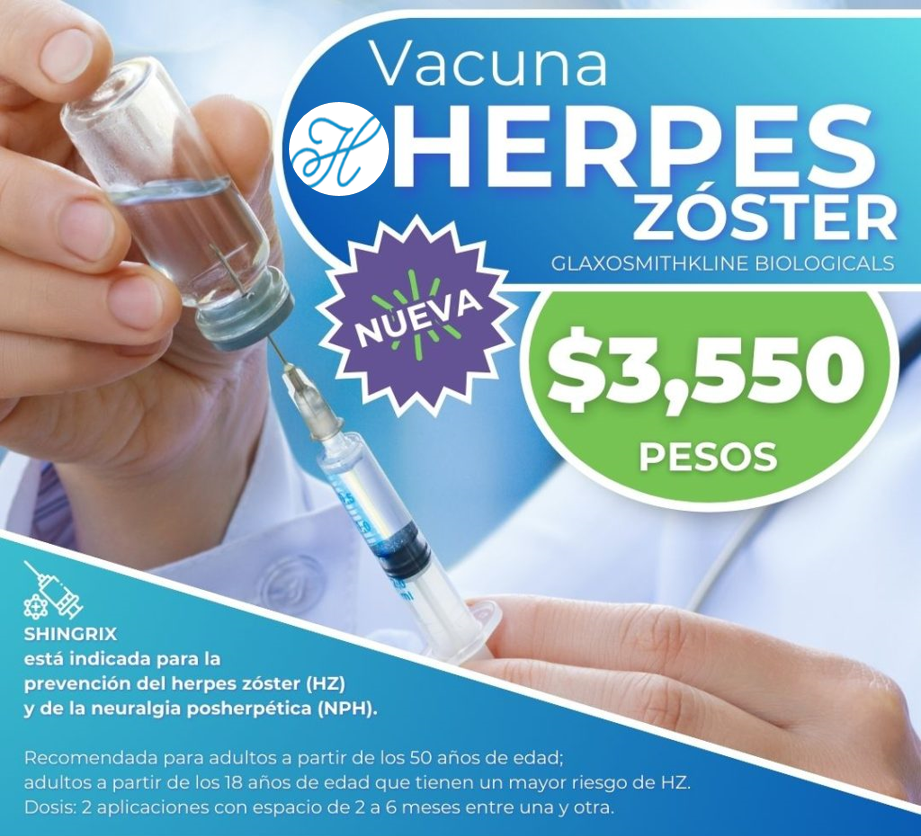 Vacuna
H HERPES
ZÓSTER
GLAXOSMITHKLINE BIOLOGICALS
NUEVA
$3,550
PESOS
SHINGRIX
está indicada para la
prevención del herpes zóster (HZ)
y de la neuralgia posherpética (NPH).
Recomendada para adultos a partir de los 50 años de edad;
adultos a partir de los 18 años de edad que tienen un mayor riesgo de HZ.
Dosis: 2 aplicaciones con espacio de 2 a 6 meses entre una y otra.